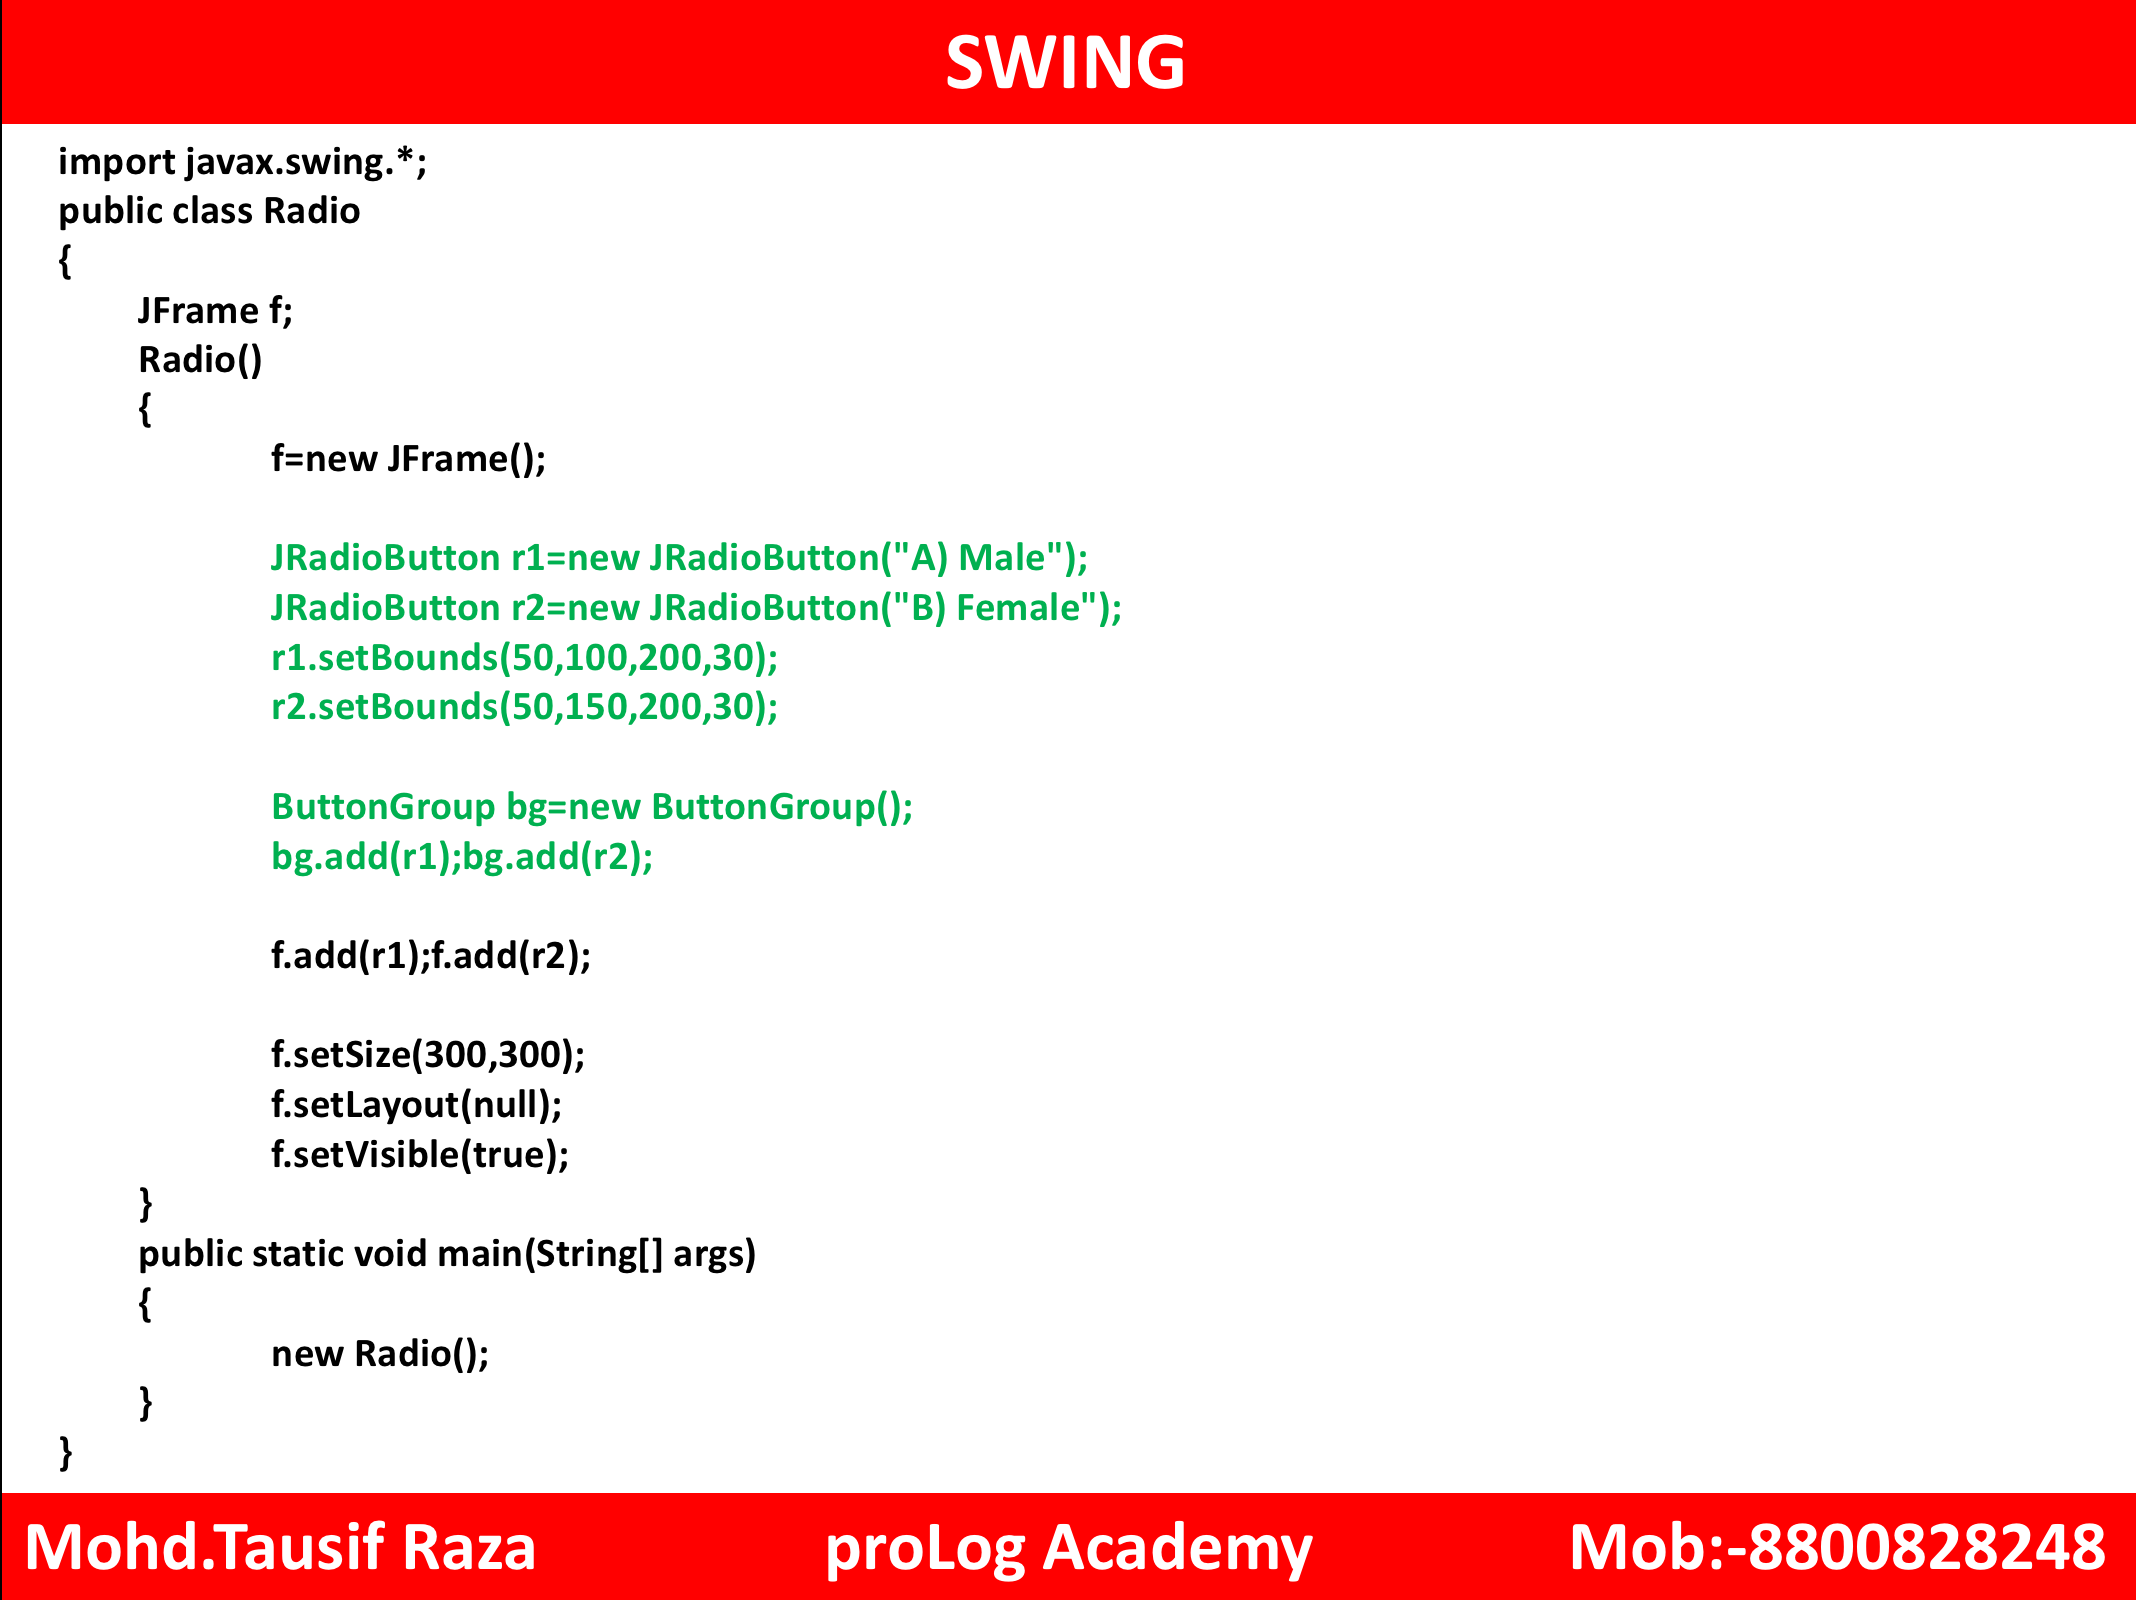 SWING
import javax.swing.*;
public class Radio
{
JFrame f;
Radio()
{
f=new JFrame();
JRadioButton r1=new JRadioButton("A) Male");
JRadioButton r2=new JRadioButton("B) Female");
r1.setBounds(50,100,200,30);
r2.setBounds(50,150,200,30);
ButtonGroup bg=new ButtonGroup();
bg.add(r1);bg.add(r2);
f.add(r1);f.add(r2);
f.setSize(300,300);
f.setLayout(null);
f.setVisible(true);
}
public static void main(String[] args)
{
new Radio();
}
}
Mohd.Tausif Raza proLog Academy Mob:-8800828248